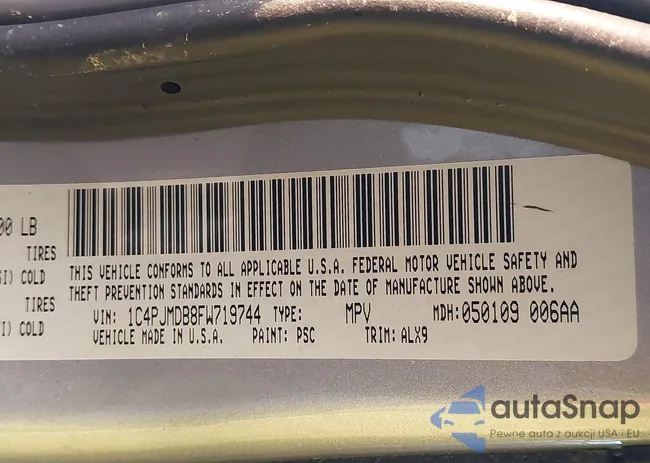 00 LB
TIRES
SI) COLD
TIRES
SI) COLD
THIS VEHICLE CONFORMS TO ALL APPLICABLE U.S.A. FEDERAL MOTOR VEHICLE SAFETY AND
THEFT PREVENTION STANDARDS IN EFFECT ON THE DATE OF MANUFACTURE SHOWN ABOVE.
VIN: 1C4PJMDB8FW719744 TYPE: MPV MDH:050109 006AA
VEHICLE MADE IN U.S.A. PAINT: PSC TRIM: ALX9
autaSnap
Pewne auta z aukcji USA i EU